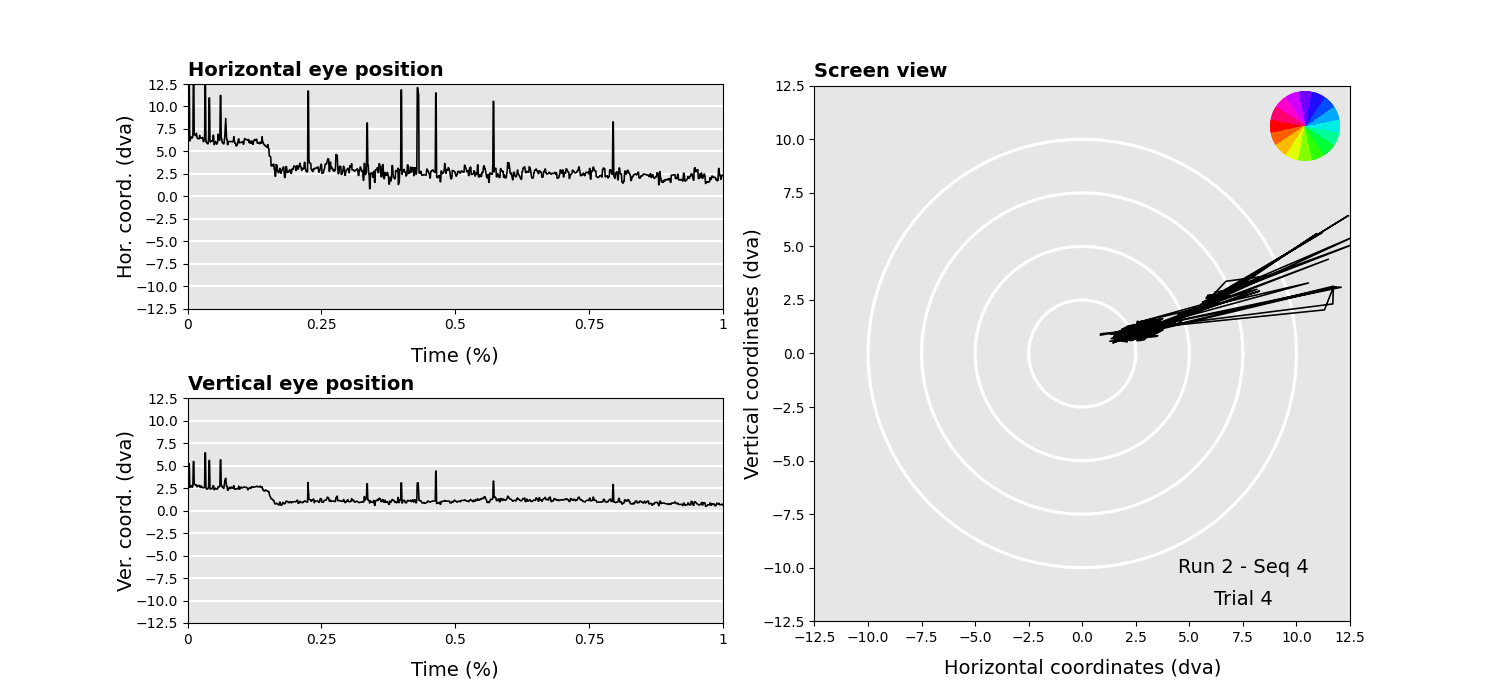 Horizontal eye position
12.5
10.0
7.5
5.0
2.5
0.0
−2.5
−5.0
−7.5
−10.0
−12.5
Hor. coord. (dva)
0 0.25 0.5 0.75 1
Time (%)
Vertical eye position
12.5
10.0
7.5
5.0
2.5
0.0
−2.5
−5.0
−7.5
−10.0
−12.5
Ver. coord. (dva)
0 0.25 0.5 0.75 1
Time (%)
Screen view
12.5
10.0
7.5
5.0
2.5
0.0
−2.5
−5.0
−7.5
−10.0
−12.5
Vertical coordinates (dva)
Run 2 - Seq 4
Trial 4
−12.5 −10.0 −7.5 −5.0 −2.5 0.0 2.5 5.0 7.5 10.0 12.5
Horizontal coordinates (dva)